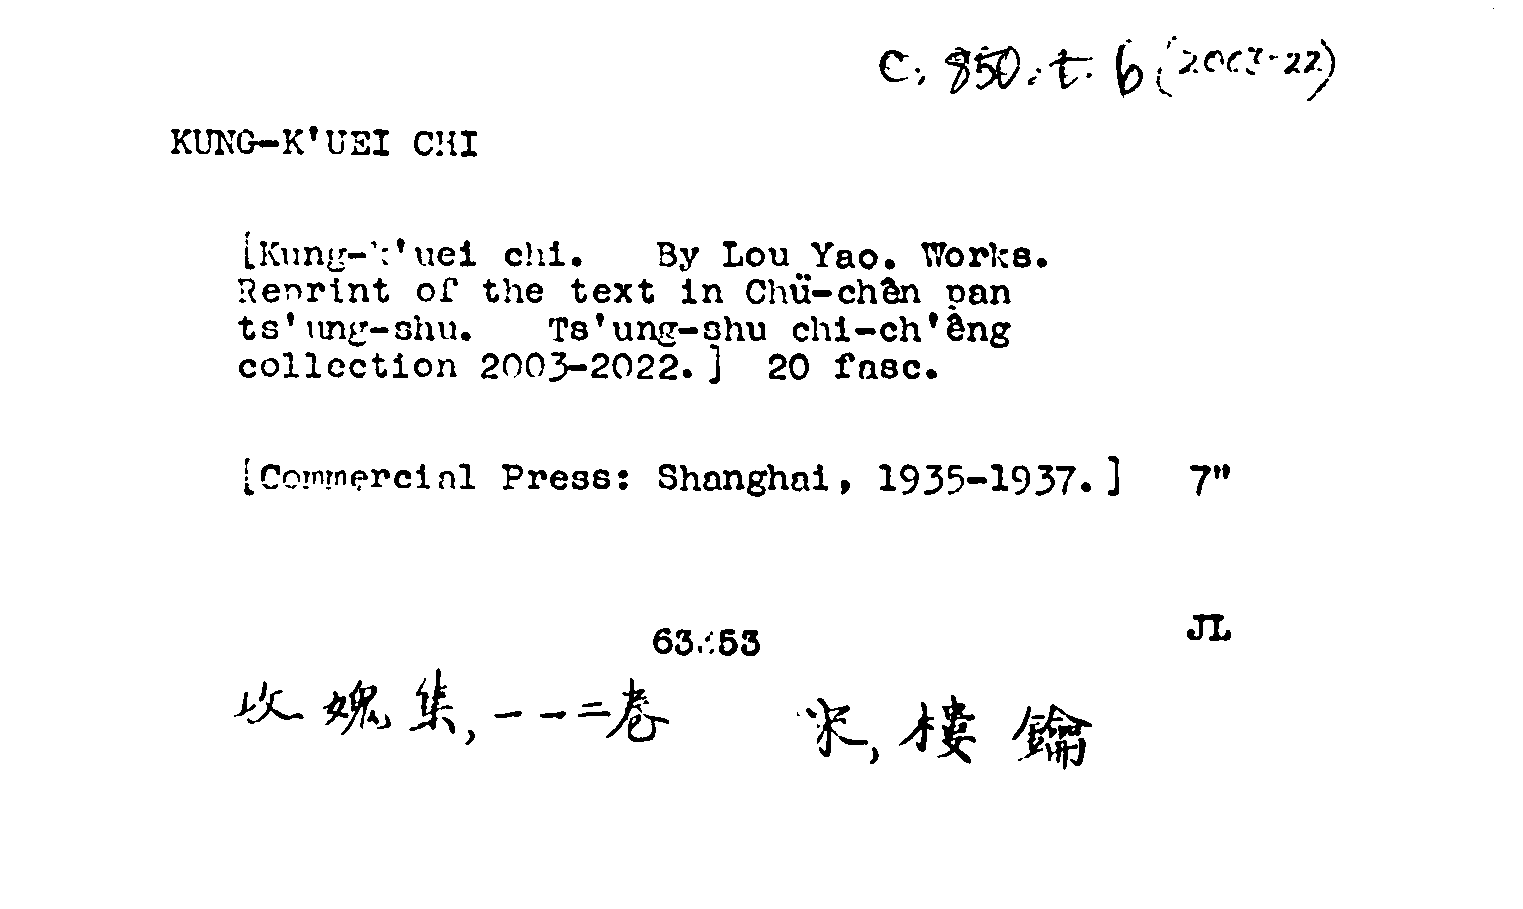 C. 850. t. 6 (2003-22)
KUNG-K'UEI CHI
[Kung-k'uei chi. By Lou Yao. Works.
Reprint of the text in Chü-chên pan
ts'ung-shu. Ts'ung-shu chi-ch'êng
collection 2003-2022.] 20 fasc.
[Commercial Press: Shanghai, 1935-1937.] 7"
JL
攻媿集, 一一二卷 宋, 樓鑰